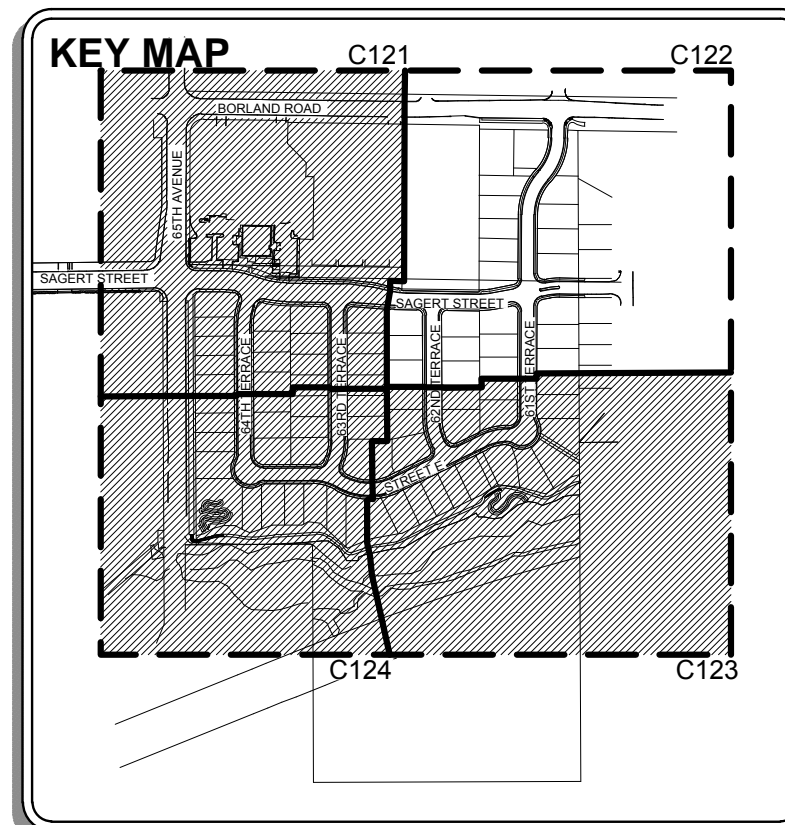 KEY MAP
C121
C122
BORLAND ROAD
65TH AVENUE
SAGERT STREET
SAGERT STREET
64TH TERRACE
63RD TERRACE
62ND TERRACE
61ST TERRACE
STREET E
C124
C123